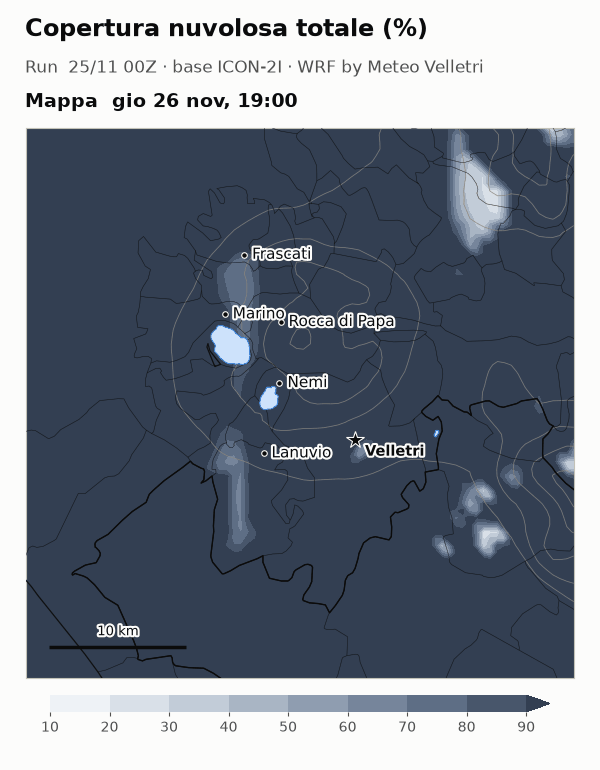 Copertura nuvolosa totale (%)
Run  25/11 00Z · base ICON-2I · WRF by Meteo Velletri
Mappa  gio 26 nov, 19:00
Frascati
Marino
Rocca di Papa
Nemi
Velletri
Lanuvio
10 km
10 20 30 40 50 60 70 80 90